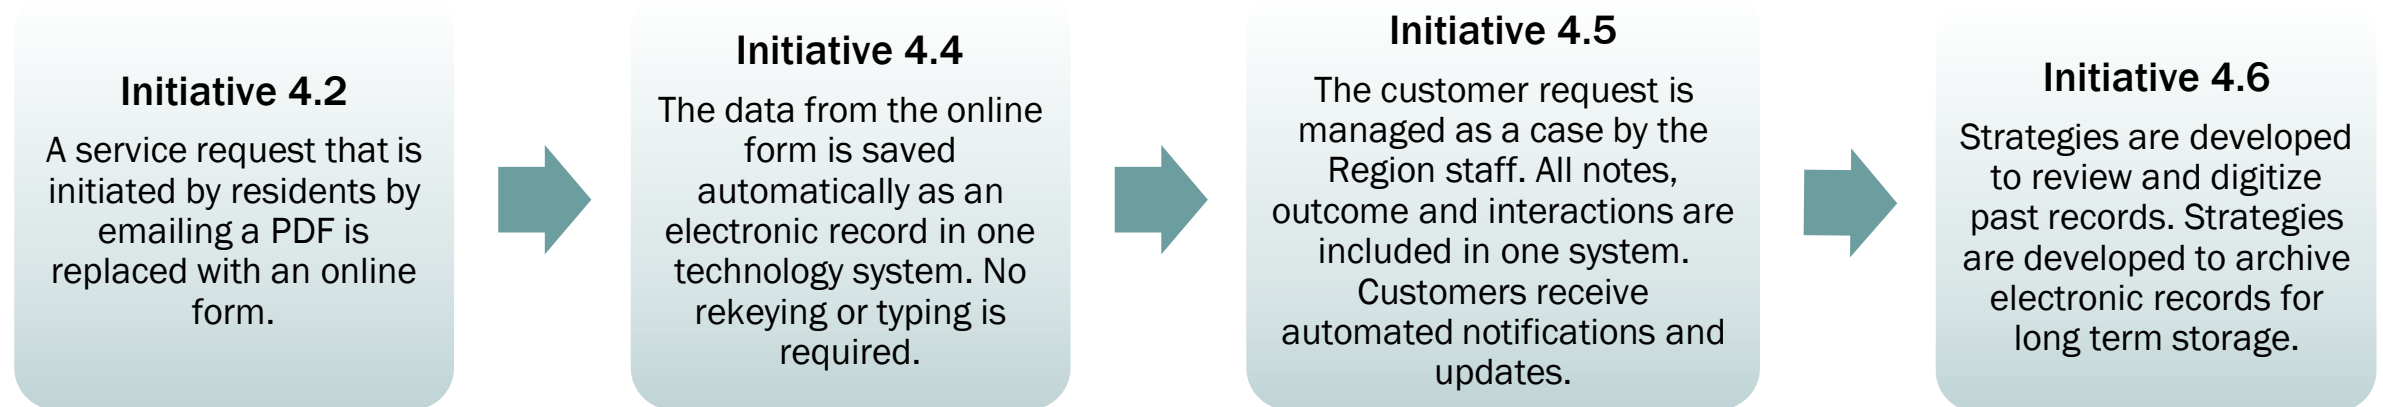 Initiative 4.2
A service request that is
initiated by residents by
emailing a PDF is
replaced with an online
form.
Initiative 4.4
The data from the online
form is saved
automatically as an
electronic record in one
technology system. No
rekeying or typing is
required.
Initiative 4.5
The customer request is
managed as a case by the
Region staff. All notes,
outcome and interactions are
included in one system.
Customers receive
automated notifications and
updates.
Initiative 4.6
Strategies are developed
to review and digitize
past records. Strategies
are developed to archive
electronic records for
long term storage.